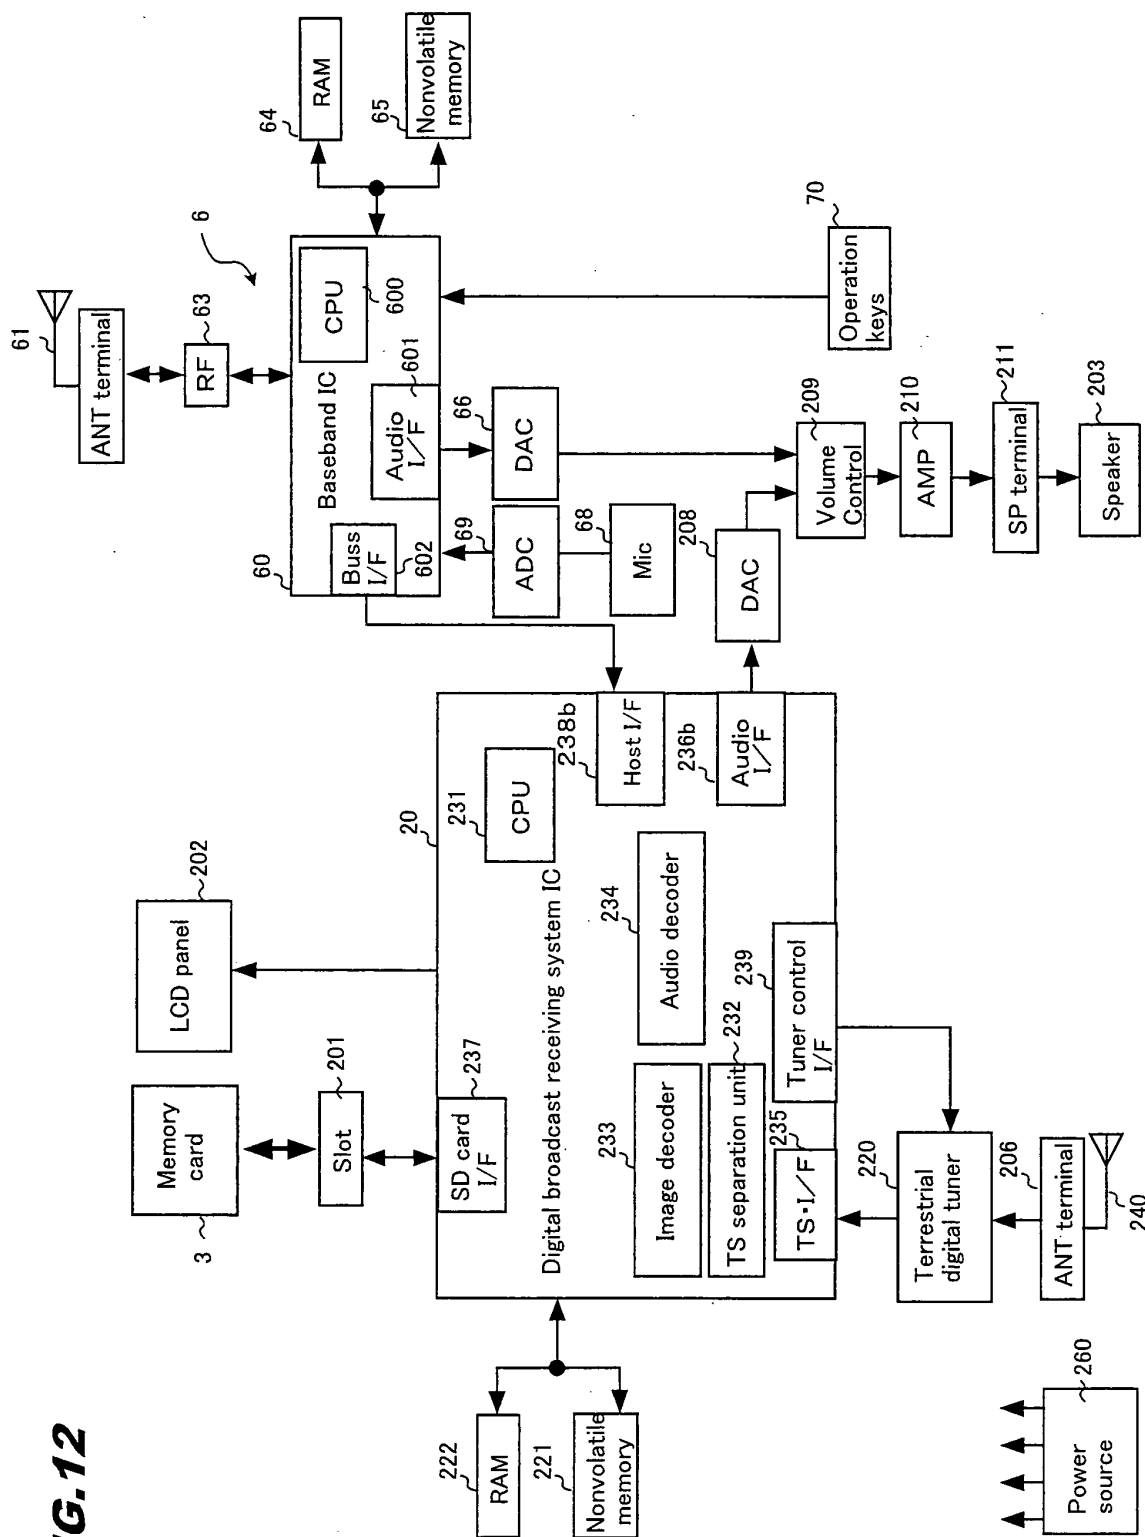 FIG.12
222
RAM
221
Nonvolatile
memory
3
Memory
card
201
Slot
202
LCD panel
20
237
SD card
I/F
231
CPU
Digital broadcast receiving system IC
238b
Host I/F
236b
Audio
I/F
233
Image decoder
234
Audio decoder
TS separation unit
232
235
TS·I/F
239
Tuner control
I/F
220
Terrestrial
digital tuner
206
ANT terminal
240
260
Power
source
61
ANT terminal
63
RF
6
60
Baseband IC
CPU
600
Buss
I/F
602
Audio
I/F
601
64
RAM
65
Nonvolatile
memory
69
ADC
66
DAC
68
Mic
208
DAC
209
Volume
Control
210
AMP
211
SP terminal
203
Speaker
70
Operation
keys